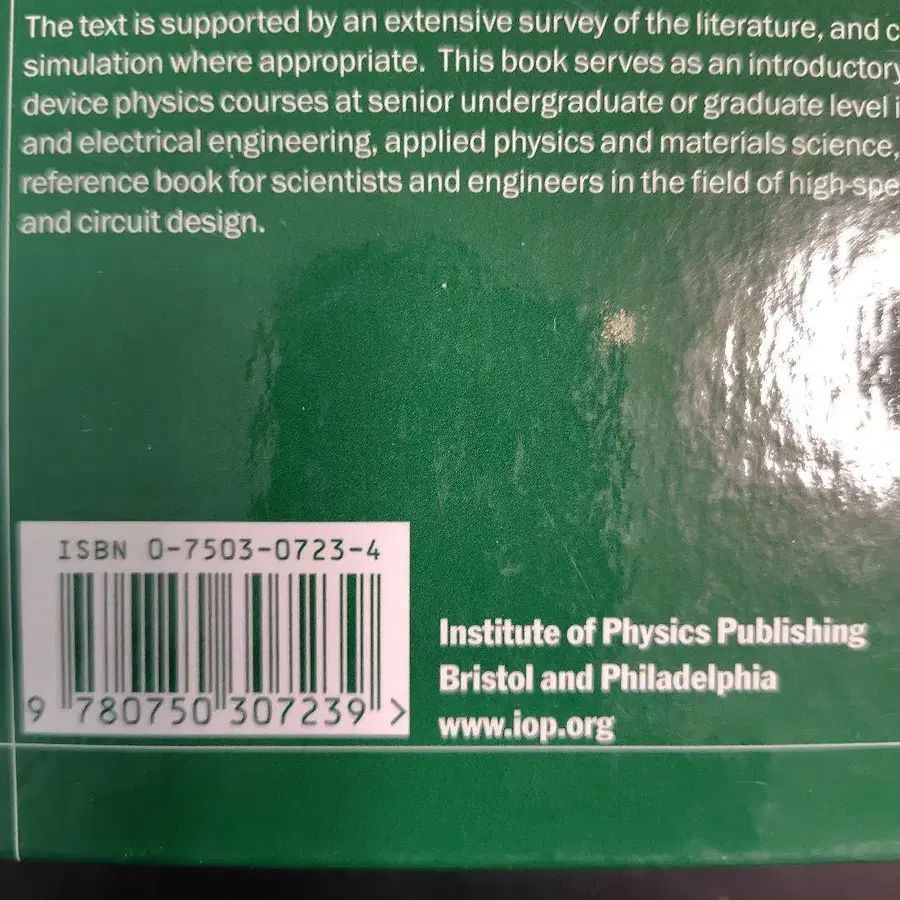 The text is supported by an extensive survey of the literature, and c
simulation where appropriate. This book serves as an introductory
device physics courses at senior undergraduate or graduate level i
and electrical engineering, applied physics and materials science,
reference book for scientists and engineers in the field of high-spe
and circuit design.
ISBN 0-7503-0723-4
9 780750 307239 >
Institute of Physics Publishing
Bristol and Philadelphia
www.iop.org